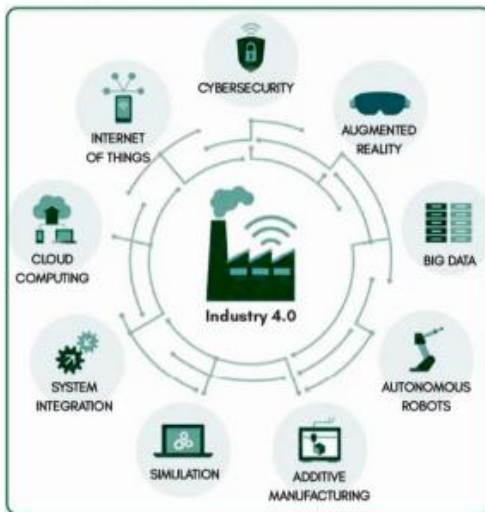 CYBERSECURITY
AUGMENTED
REALITY
BIG DATA
AUTONOMOUS
ROBOTS
ADDITIVE
MANUFACTURING
SIMULATION
SYSTEM
INTEGRATION
CLOUD
COMPUTING
INTERNET
OF THINGS
Industry 4.0